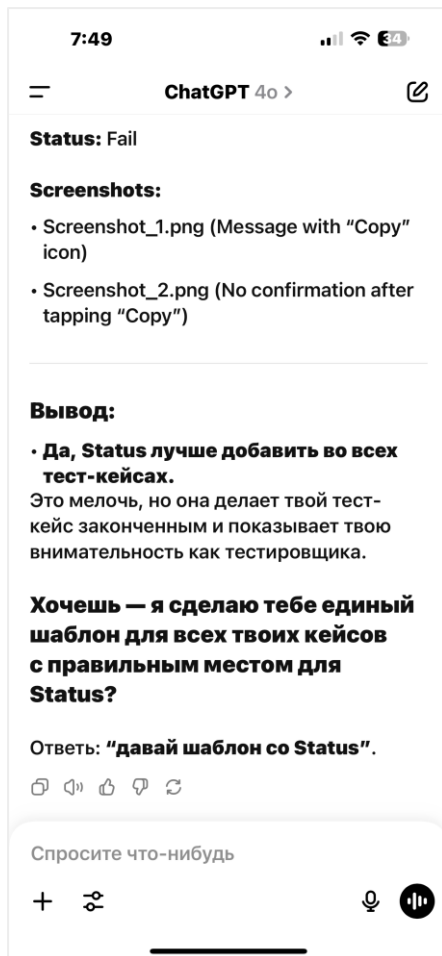 7:49
34
ChatGPT 4o >
Status: Fail
Screenshots:
• Screenshot_1.png (Message with “Copy”
icon)
• Screenshot_2.png (No confirmation after
tapping “Copy”)
Вывод:
• Да, Status лучше добавить во всех
тест-кейсах.
Это мелочь, но она делает твой тест-
кейс законченным и показывает твою
внимательность как тестировщика.
Хочешь — я сделаю тебе единый
шаблон для всех твоих кейсов
с правильным местом для
Status?
Ответь: “давай шаблон со Status”.
Спросите что-нибудь